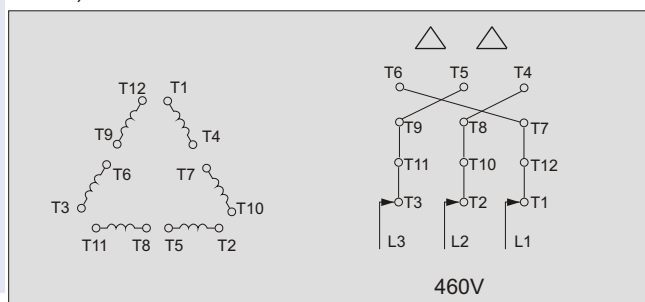 T12 T1
T9 T4
T6 T7
T3 T10
T11 T8 T5 T2
T6 T5 T4
T9 T8 T7
T11 T10 T12
T3 T2 T1
L3 L2 L1
460V